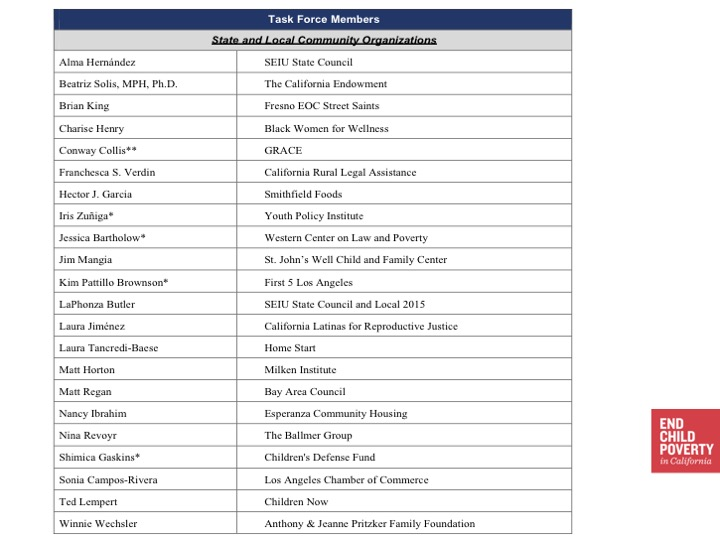 Task Force Members
State and Local Community Organizations
Alma Hernández SEIU State Council
Beatriz Solis, MPH, Ph.D. The California Endowment
Brian King Fresno EOC Street Saints
Charise Henry Black Women for Wellness
Conway Collis** GRACE
Franchesca S. Verdin California Rural Legal Assistance
Hector J. Garcia Smithfield Foods
Iris Zuñiga* Youth Policy Institute
Jessica Bartholow* Western Center on Law and Poverty
Jim Mangia St. John’s Well Child and Family Center
Kim Pattillo Brownson* First 5 Los Angeles
LaPhonza Butler SEIU State Council and Local 2015
Laura Jiménez California Latinas for Reproductive Justice
Laura Tancredi-Baese Home Start
Matt Horton Milken Institute
Matt Regan Bay Area Council
Nancy Ibrahim Esperanza Community Housing
Nina Revoyr The Ballmer Group
Shimica Gaskins* Children's Defense Fund
Sonia Campos-Rivera Los Angeles Chamber of Commerce
Ted Lempert Children Now
Winnie Wechsler Anthony & Jeanne Pritzker Family Foundation
END
CHILD
POVERTY
in California